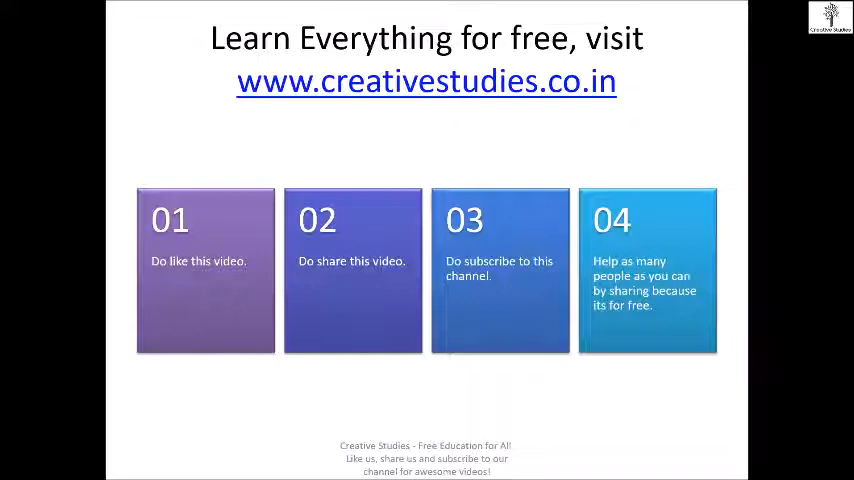 Learn Everything for free, visit
www.creativestudies.co.in
Creative Studies
01
Do like this video.
02
Do share this video.
03
Do subscribe to this
channel.
04
Help as many
people as you can
by sharing because
its for free.
Creative Studies - Free Education for All
Like us, share us and subscribe to our
channel for awesome videos!